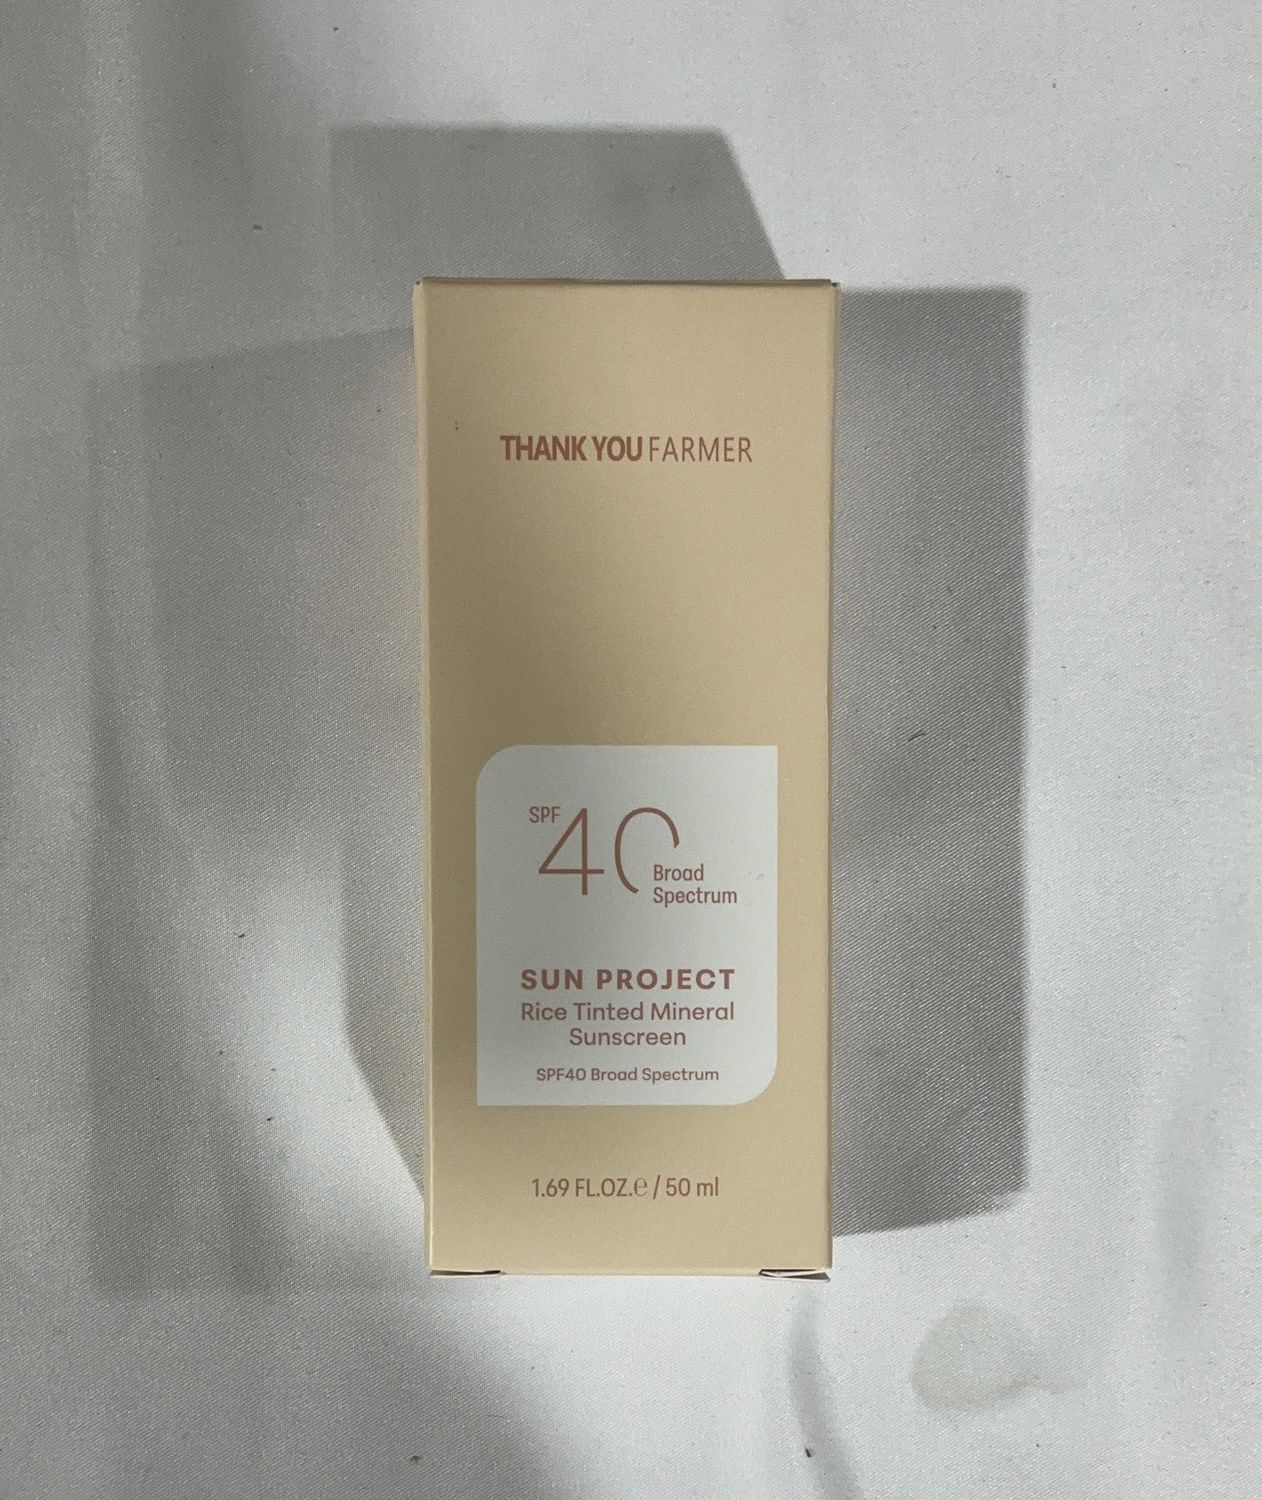 THANK YOU FARMER
SPF 40 Broad
Spectrum
SUN PROJECT
Rice Tinted Mineral
Sunscreen
SPF40 Broad Spectrum
1.69 FL.OZ.℮ / 50 ml